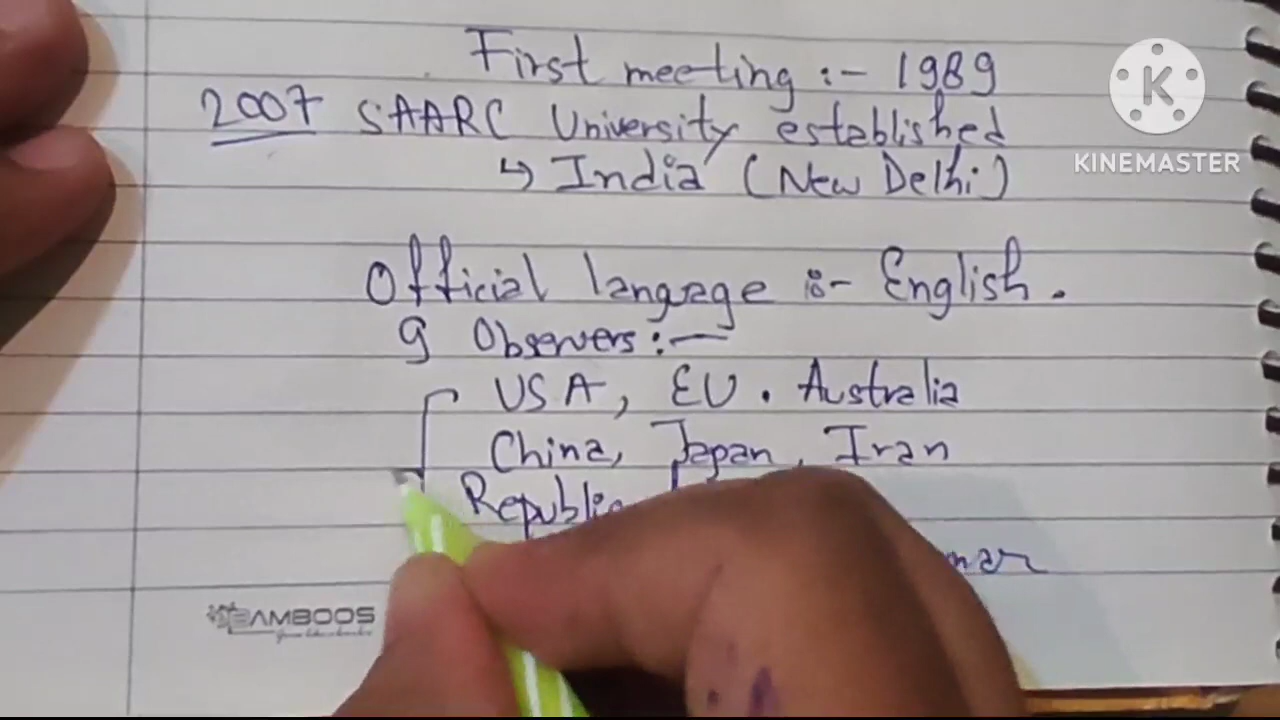 First meeting :- 1989
2007 SAARC University established
↳ India (New Delhi)
Official langage :- English.
9 Observers :-
USA, EU. Australia
China, Japan, Iran
Republic
K
KINEMASTER
BAMBOOS